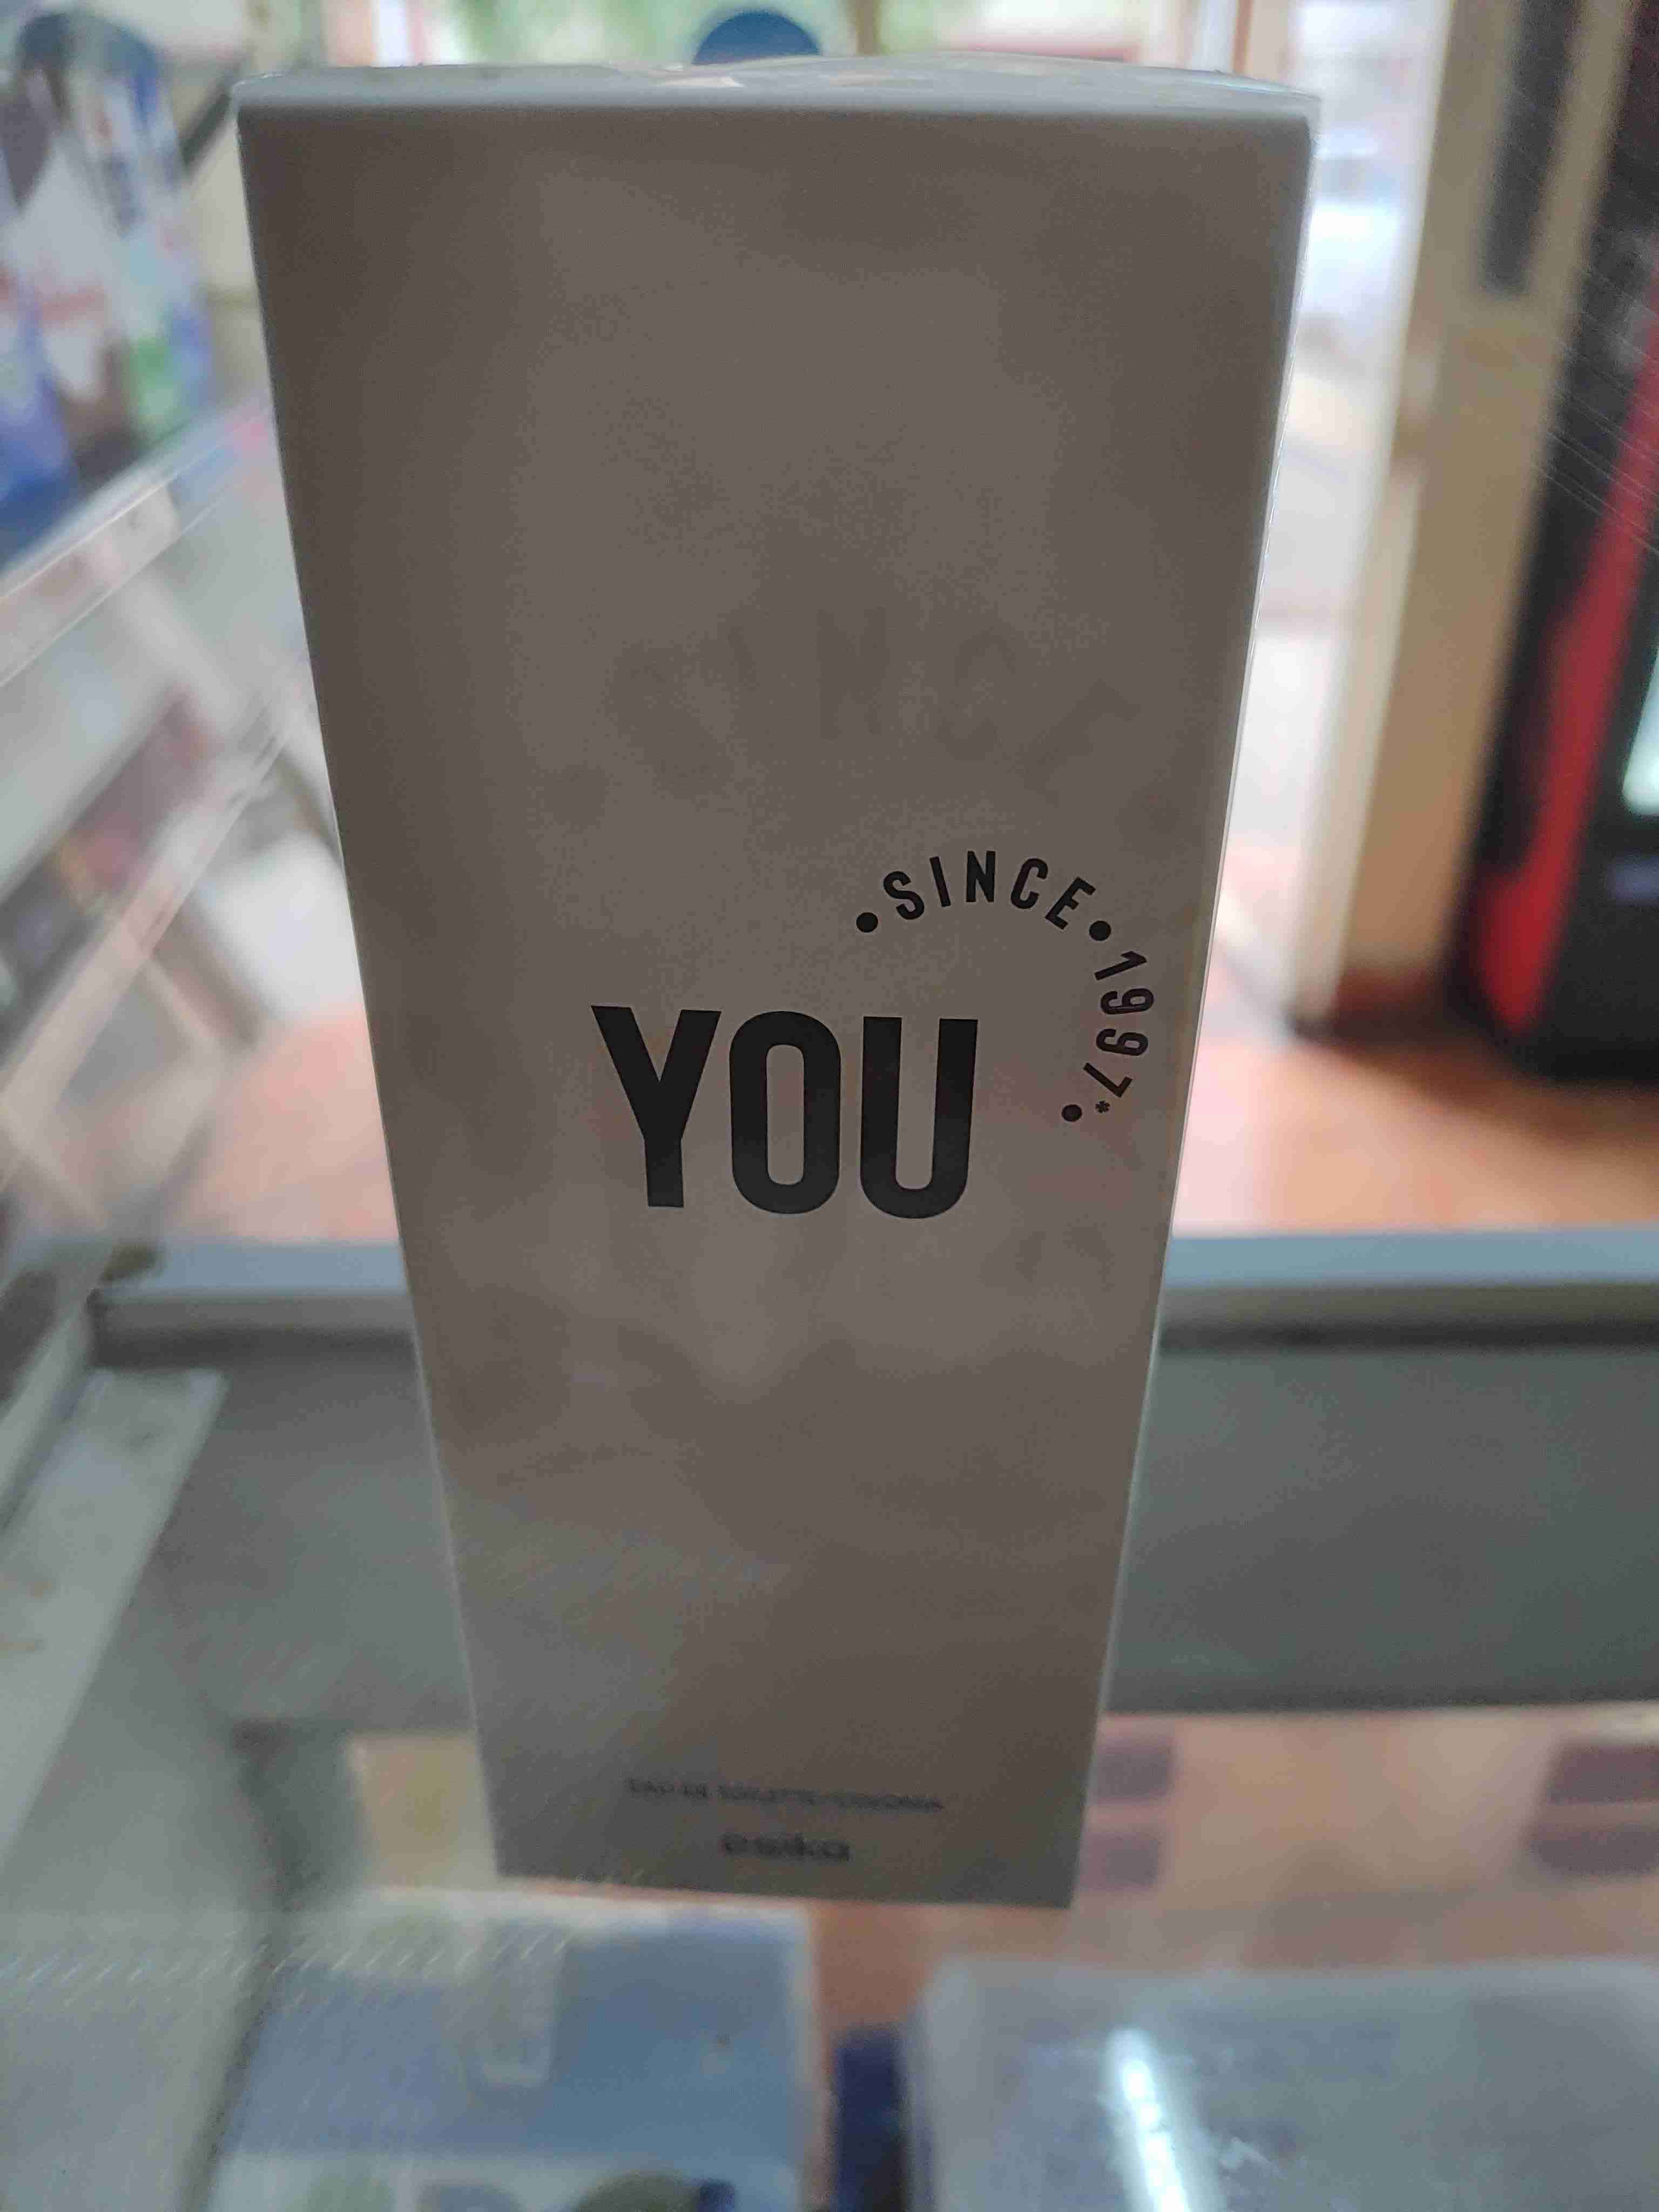 •SINCE•1997*•
YOU
EAU DE TOILETTE/COLONIA
esika